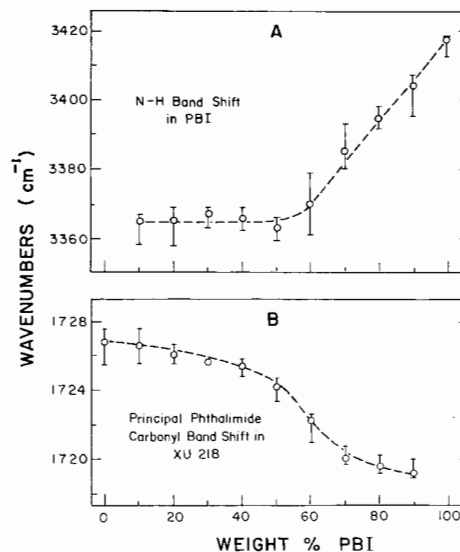 A
N-H Band Shift
in PBI
3420
3400
3380
3360
WAVENUMBERS (cm⁻¹)
B
Principal Phthalimide
Carbonyl Band Shift in
XU 218
1728
1724
1720
0 20 40 60 80 100
WEIGHT % PBI